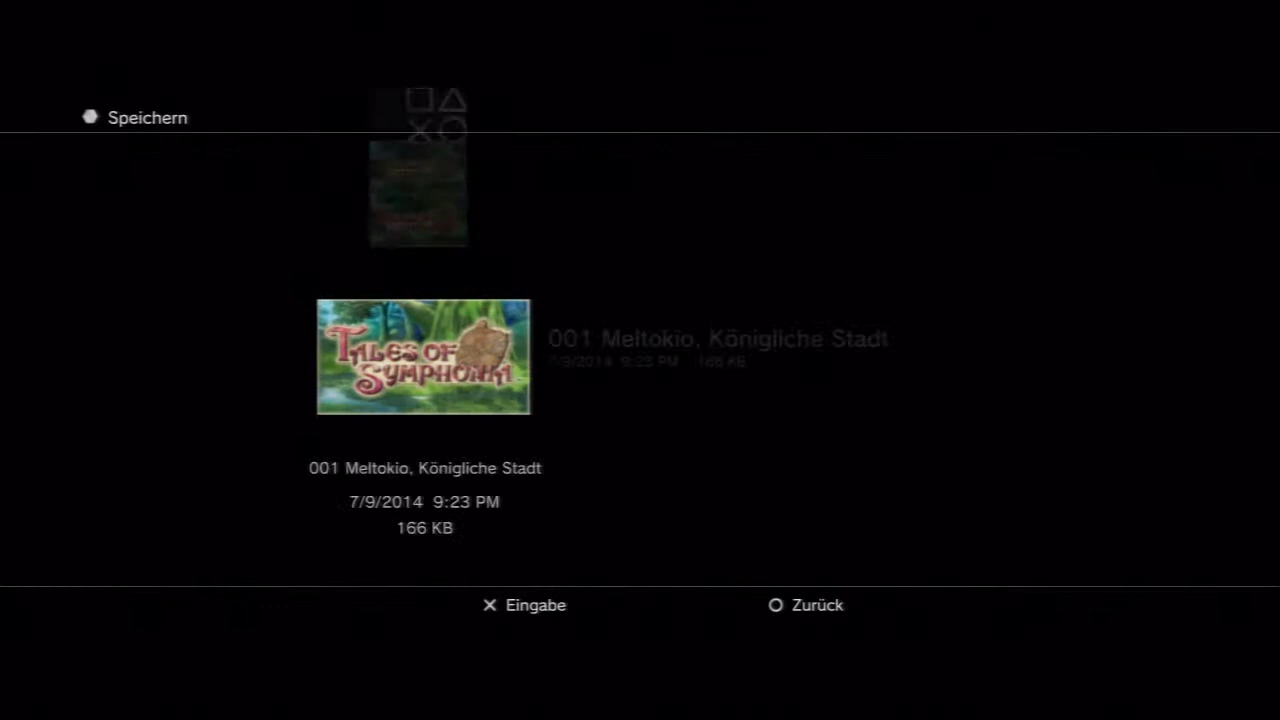 Speichern
TALES OF
SYMPHONIA
001 Meltokio, Königliche Stadt
7/9/2014 9:23 PM 166 KB
001 Meltokio, Königliche Stadt
7/9/2014 9:23 PM
166 KB
Eingabe
Zurück